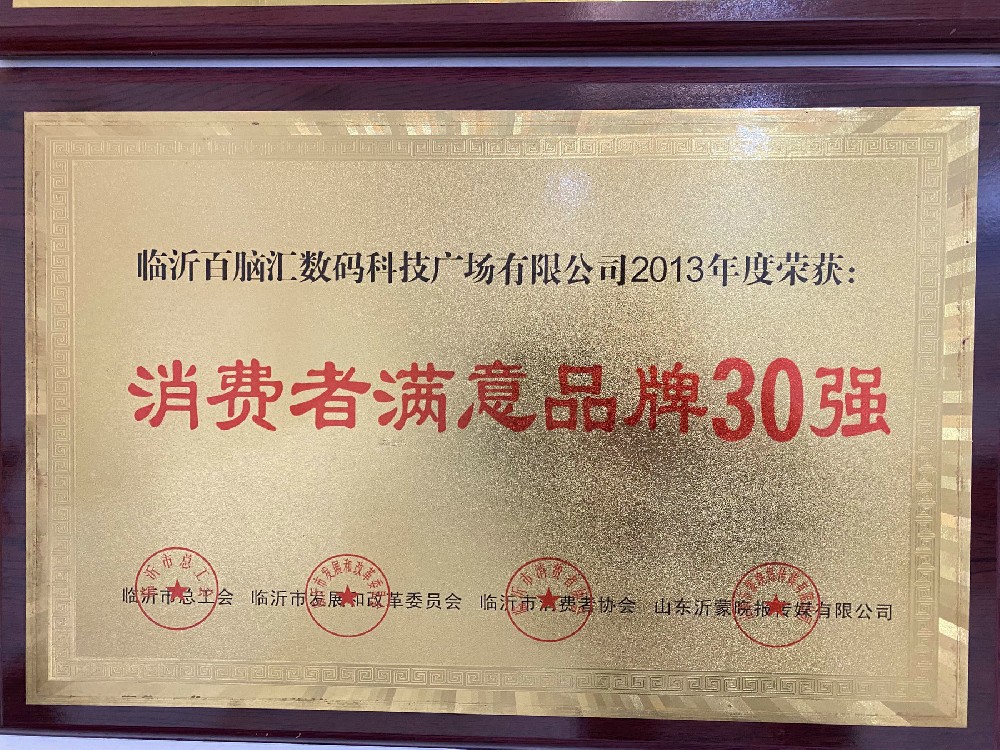 临沂百脑汇数码科技广场有限公司2013年度荣获：
消费者满意品牌30强
临沂市总工会 临沂市发展和改革委员会 临沂市消费者协会 山东沂蒙晚报传媒有限公司